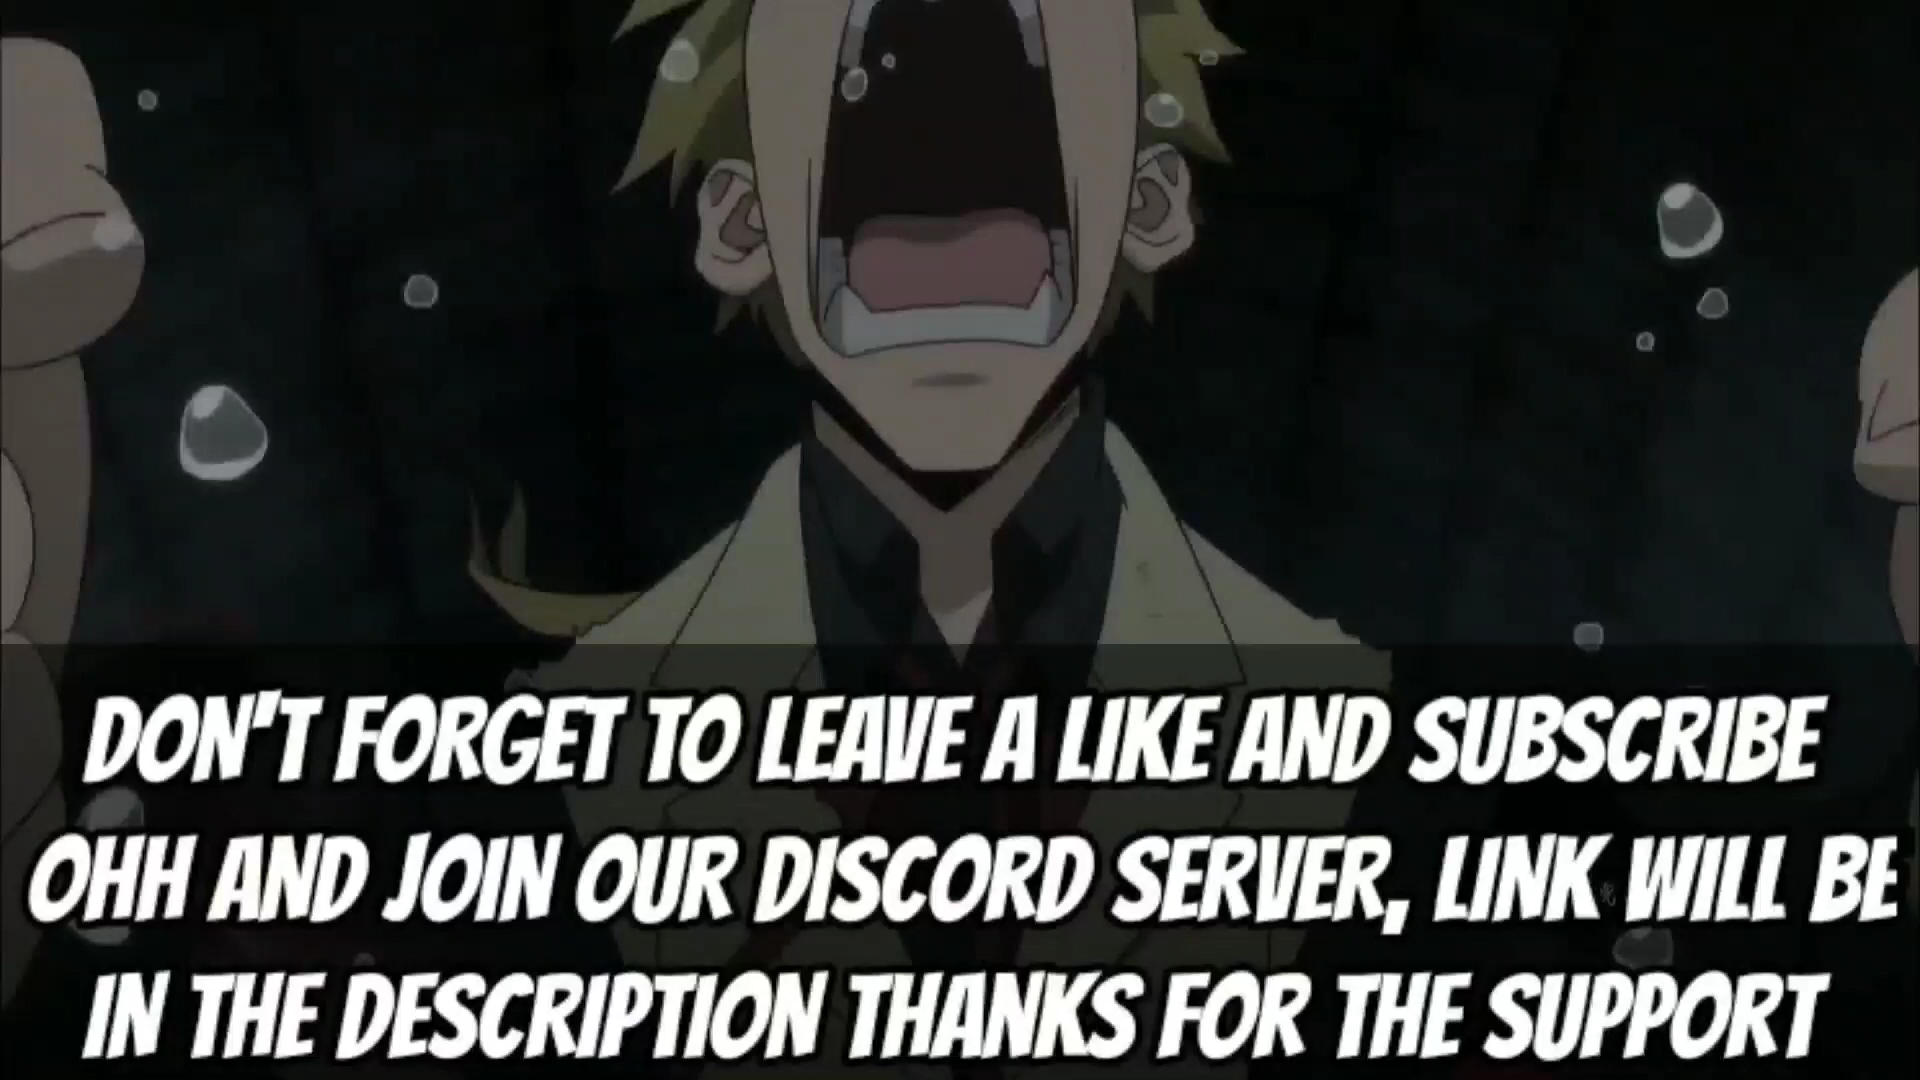 DON'T FORGET TO LEAVE A LIKE AND SUBSCRIBE
OHH AND JOIN OUR DISCORD SERVER, LINK WILL BE
IN THE DESCRIPTION THANKS FOR THE SUPPORT